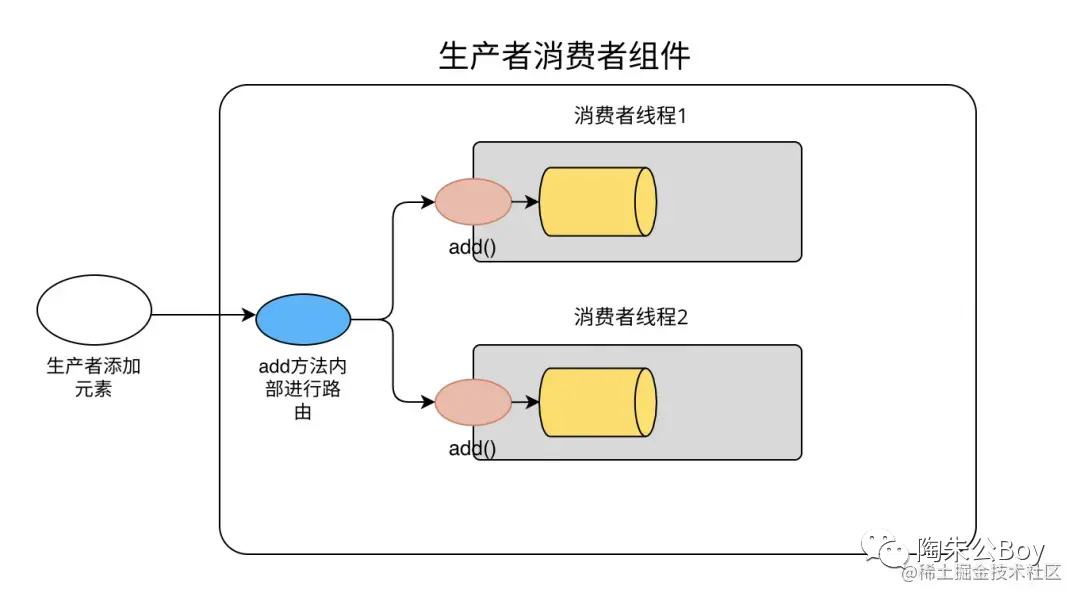 生产者消费者组件
消费者线程1
add()
消费者线程2
生产者添加
元素
add方法内
部进行路
由
add()
陶朱公Boy
@稀土掘金技术社区